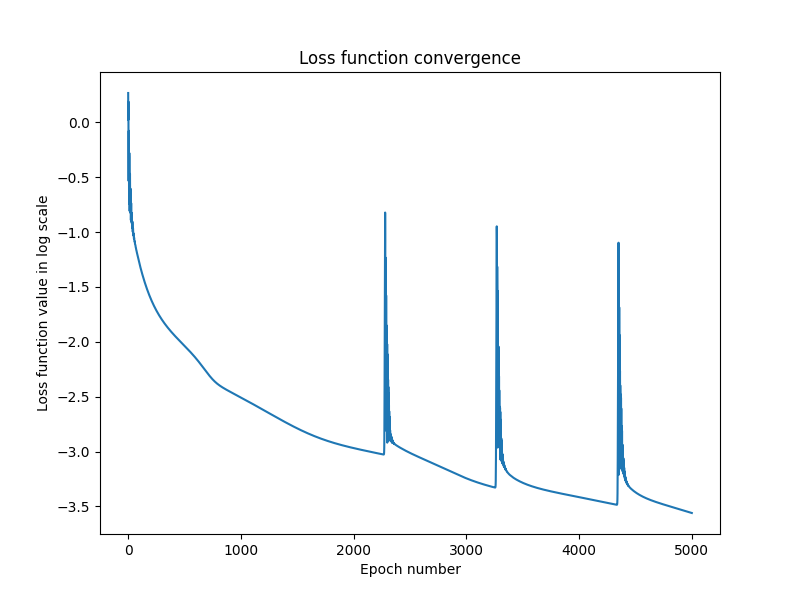 Loss function convergence
Loss function value in log scale
0.0
−0.5
−1.0
−1.5
−2.0
−2.5
−3.0
−3.5
0 1000 2000 3000 4000 5000
Epoch number